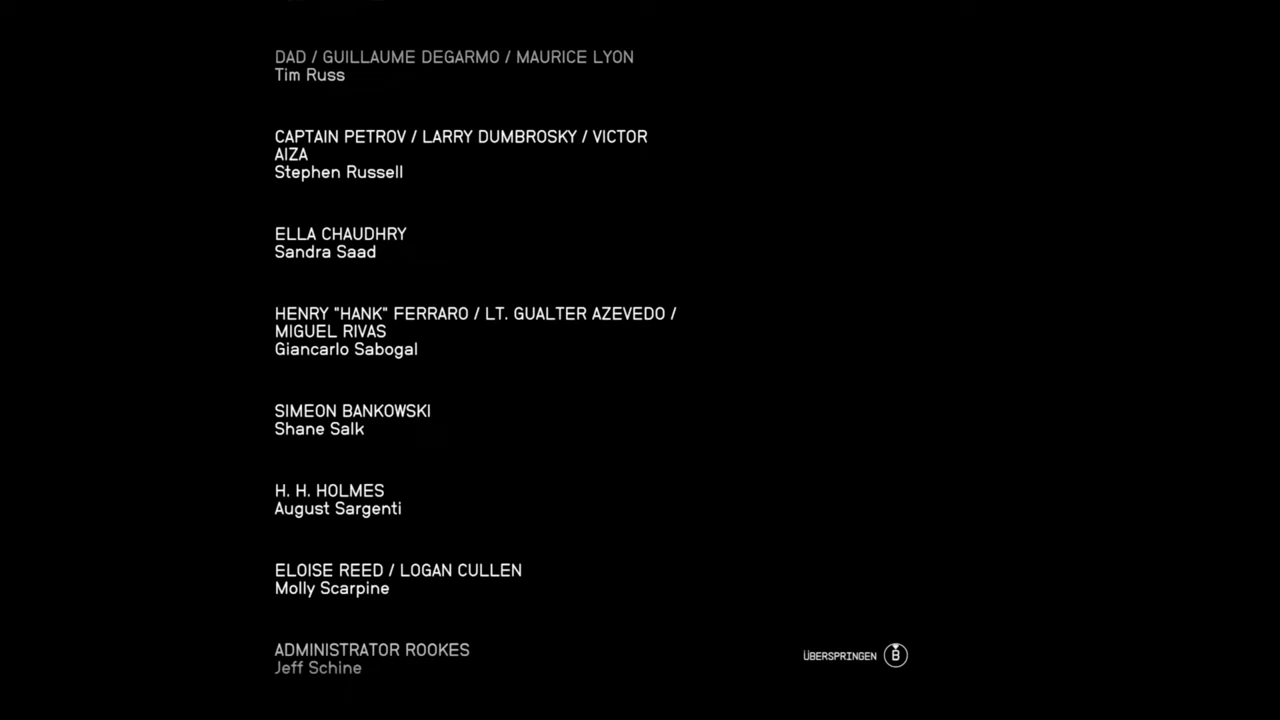 DAD / GUILLAUME DEGARMO / MAURICE LYON
Tim Russ
CAPTAIN PETROV / LARRY DUMBROSKY / VICTOR
AIZA
Stephen Russell
ELLA CHAUDHRY
Sandra Saad
HENRY "HANK" FERRARO / LT. GUALTER AZEVEDO /
MIGUEL RIVAS
Giancarlo Sabogal
SIMEON BANKOWSKI
Shane Salk
H. H. HOLMES
August Sargenti
ELOISE REED / LOGAN CULLEN
Molly Scarpine
ADMINISTRATOR ROOKES
Jeff Schine
ÜBERSPRINGEN B